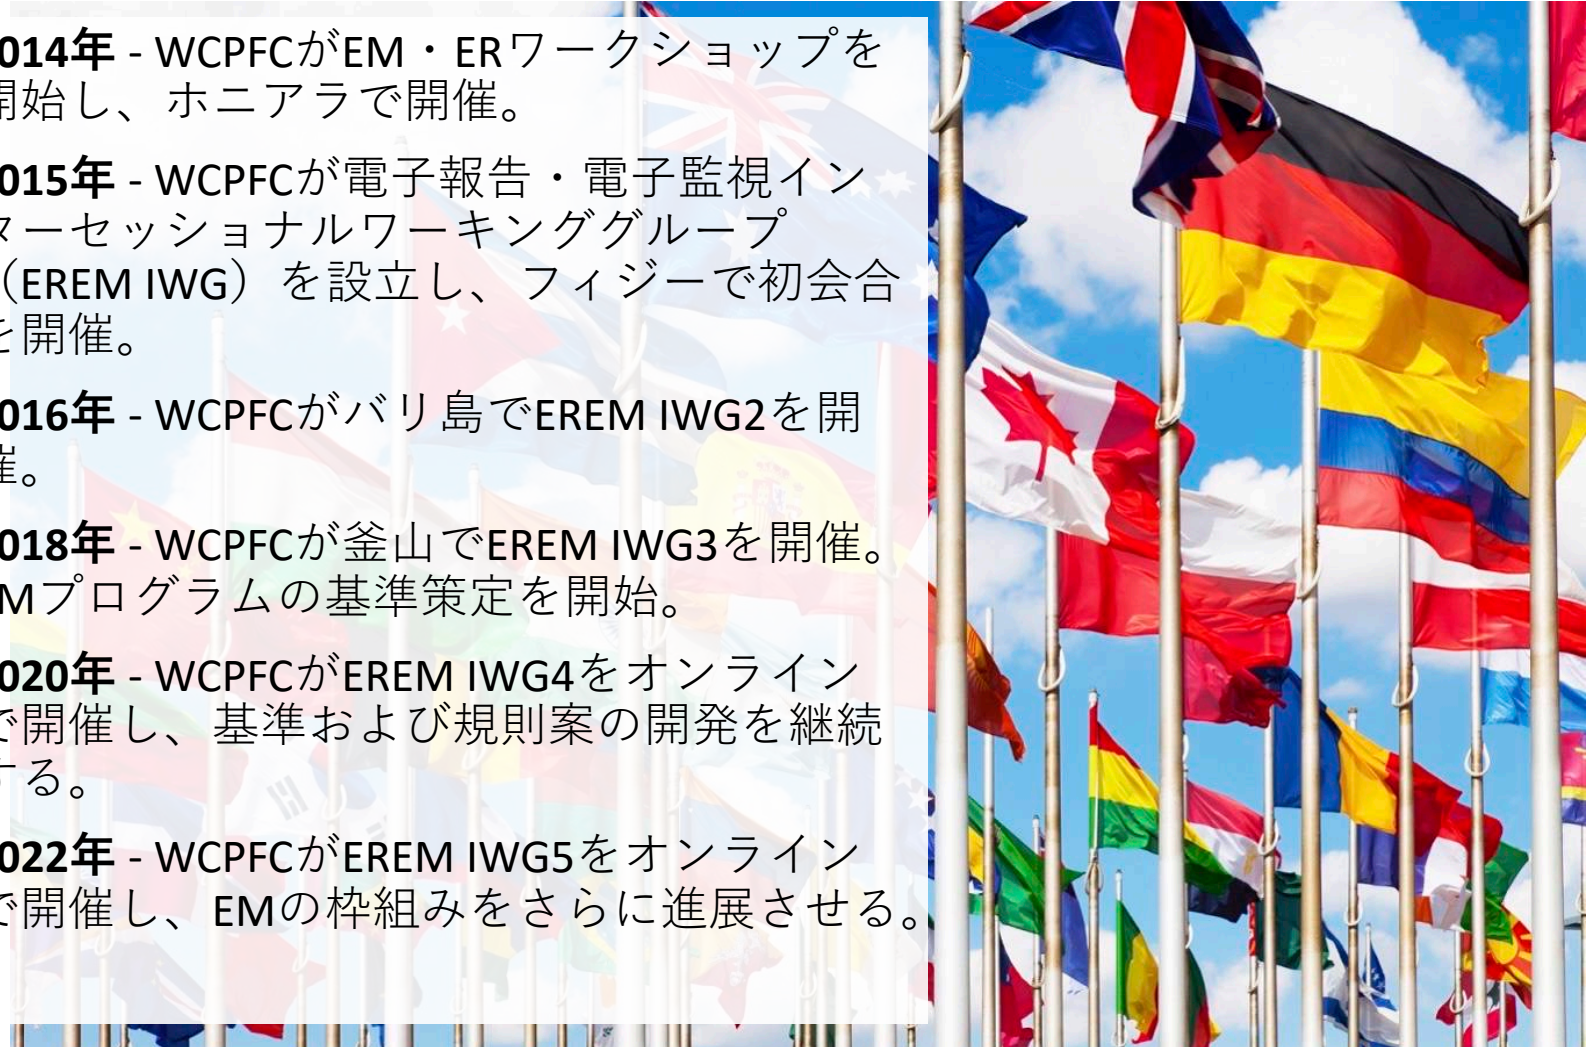 014年 - WCPFCがEM・ERワークショップを
開始し、ホニアラで開催。
015年 - WCPFCが電子報告・電子監視イン
ターセッショナルワーキンググループ
（EREM IWG）を設立し、フィジーで初会合
を開催。
016年 - WCPFCがバリ島でEREM IWG2を開
催。
018年 - WCPFCが釜山でEREM IWG3を開催。
Mプログラムの基準策定を開始。
020年 - WCPFCがEREM IWG4をオンライン
で開催し、基準および規則案の開発を継続
する。
022年 - WCPFCがEREM IWG5をオンライン
で開催し、EMの枠組みをさらに進展させる。